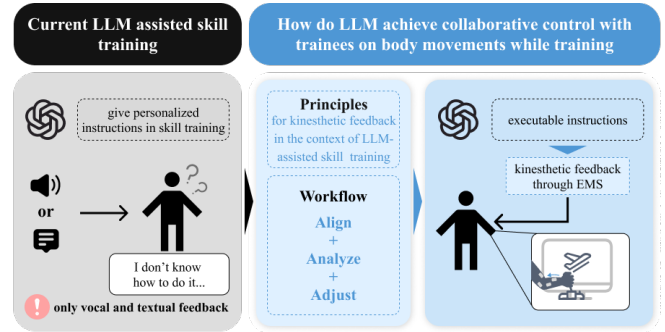 Current LLM assisted skill
training
How do LLM achieve collaborative control with
trainees on body movements while training
give personalized
instructions in skill training
or
I don't know
how to do it...
! only vocal and textual feedback
Principles
for kinesthetic feedback
in the context of LLM-
assisted skill training
Workflow
Align
+
Analyze
+
Adjust
executable instructions
kinesthetic feedback
through EMS